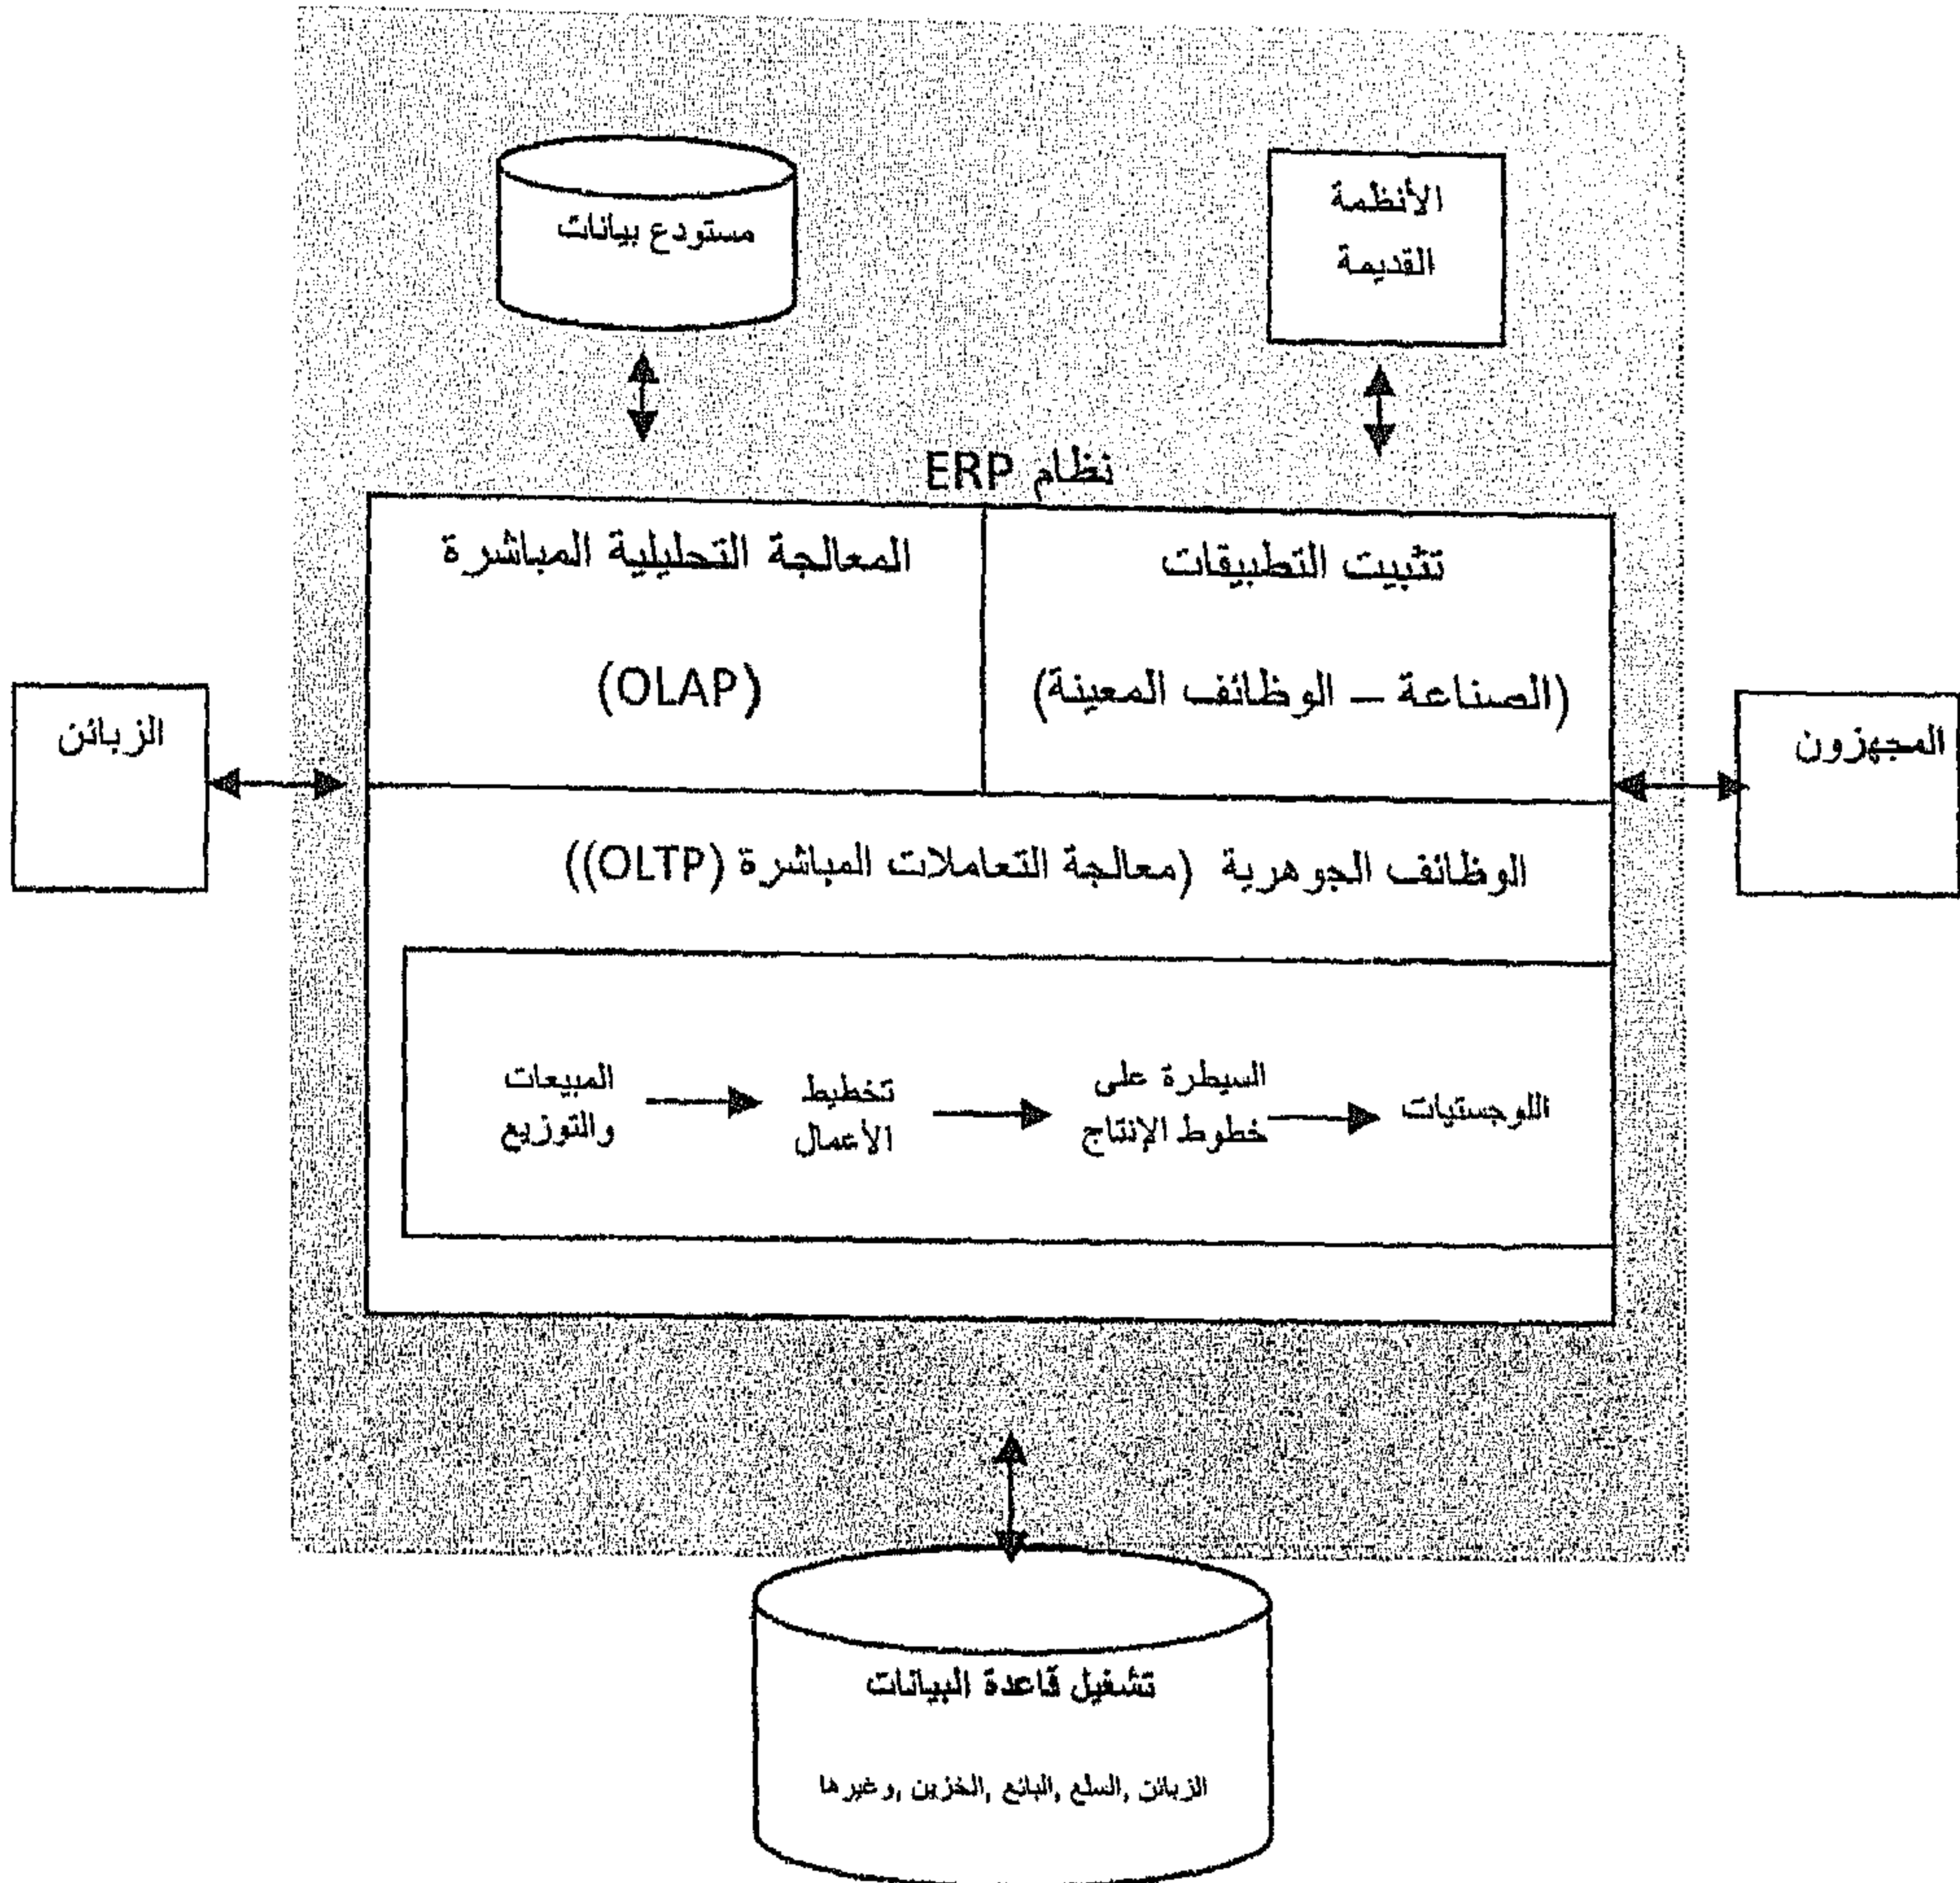 مستودع بيانات
الأنظمة
القديمة
نظام ERP
تثبيت التطبيقات
(الصناعة – الوظائف المعينة)
المعالجة التحليلية المباشرة
(OLAP)
المجهزون
الزبائن
الوظائف الجوهرية (معالجة التعاملات المباشرة (OLTP))
المبيعات
والتوزيع
تخطيط
الأعمال
السيطرة على
خطوط الإنتاج
اللوجستيات
تشغيل قاعدة البيانات
الزبائن ,السلع ,البائع ,الخزين ,وغيرها